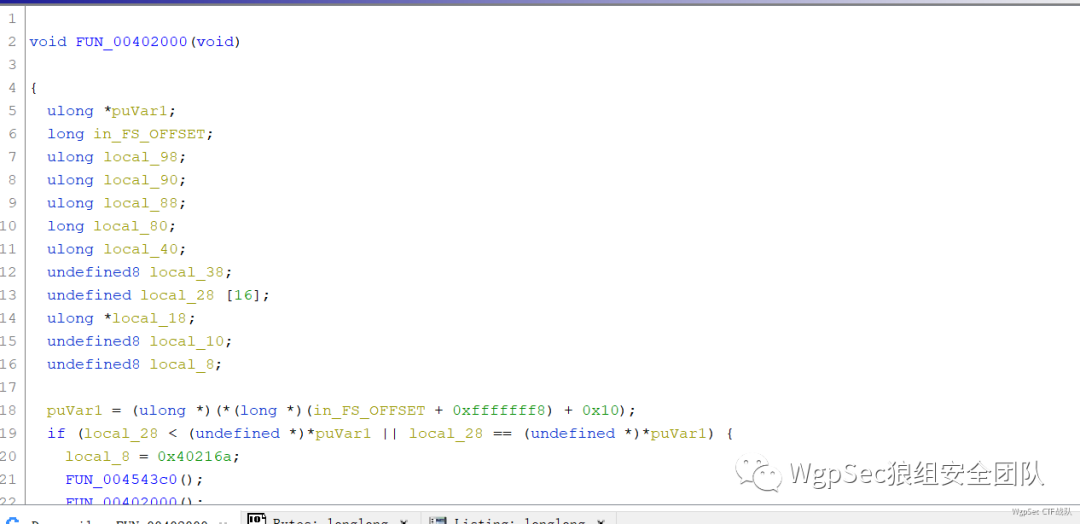 1
2 void FUN_00402000(void)
3
4 {
5 ulong *puVar1;
6 long in_FS_OFFSET;
7 ulong local_98;
8 ulong local_90;
9 ulong local_88;
10 long local_80;
11 ulong local_40;
12 undefined8 local_38;
13 undefined local_28 [16];
14 ulong *local_18;
15 undefined8 local_10;
16 undefined8 local_8;
17
18 puVar1 = (ulong *)(*(long *)(in_FS_OFFSET + 0xfffffff8) + 0x10);
19 if (local_28 < (undefined *)*puVar1 || local_28 == (undefined *)*puVar1) {
20 local_8 = 0x40216a;
21 FUN_004543c0();
22 FUN_00402000();
WgpSec狼组安全团队
WgpSec CTF战队
Bytes: longlong × Listing: longlong ×